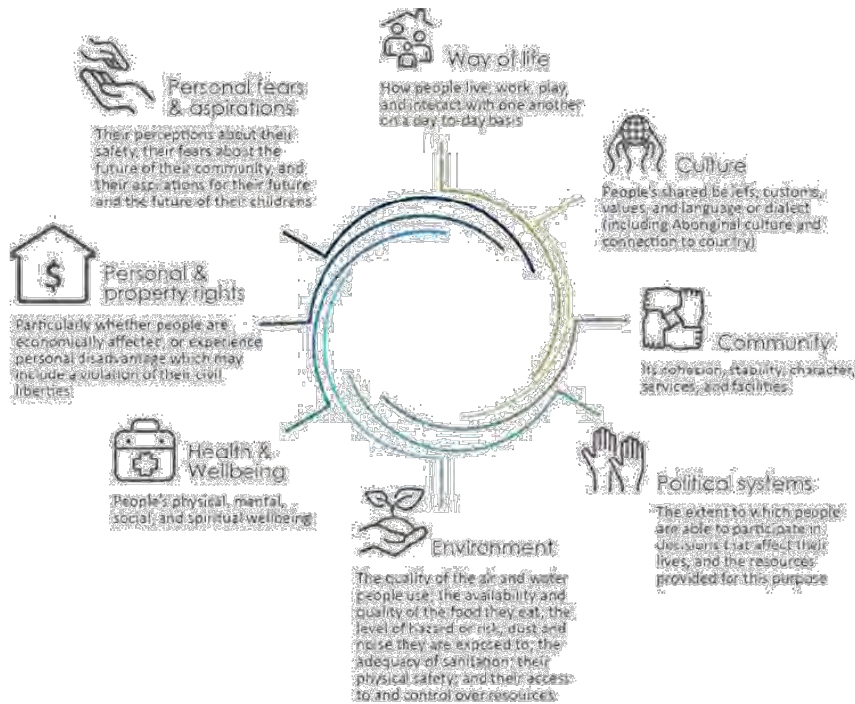 Way of life
How people live, work, play,
and interact with one another
on a day-to-day basis
Culture
People's shared beliefs, customs,
values, and language or dialect
(including Aboriginal culture and
connection to country)
Community
Its cohesion, stability, character,
services, and facilities
Political systems
The extent to which people
are able to participate in
decisions that affect their
lives, and the resources
provided for this purpose
Environment
The quality of the air and water
people use; the availability and
quality of the food they eat; the
level of hazard or risk, dust and
noise they are exposed to; the
adequacy of sanitation; their
physical safety; and their access
to and control over resources
Health &
Wellbeing
People's physical, mental,
social, and spiritual wellbeing
Personal &
property rights
$
Particularly whether people are
economically affected, or experience
personal disadvantage which may
include a violation of their civil
liberties
Personal fears
& aspirations
Their perceptions about their
safety, their fears about the
future of their community, and
their aspirations for their future
and the future of their childrens